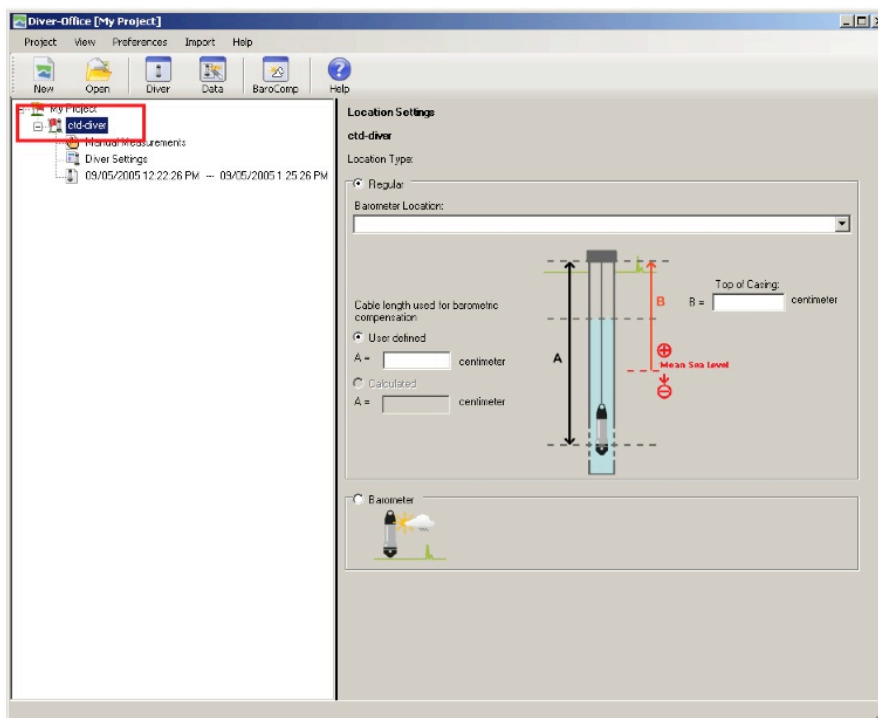 Diver-Office [My Project]
Project View Preferences Import Help
New Open Diver Data BaroComp Help
My Project
ctd-diver
Manual Measurements
Diver Settings
09/05/2005 12:22:26 PM --- 09/05/2005 1:25:26 PM
Location Settings
ctd-diver
Location Type:
Regular
Barometer Location:
Top of Casing:
B = centimeter
B
Cable length used for barometric
compensation
User defined
A = centimeter
A
Mean Sea Level
Calculated
A = centimeter
Barometer